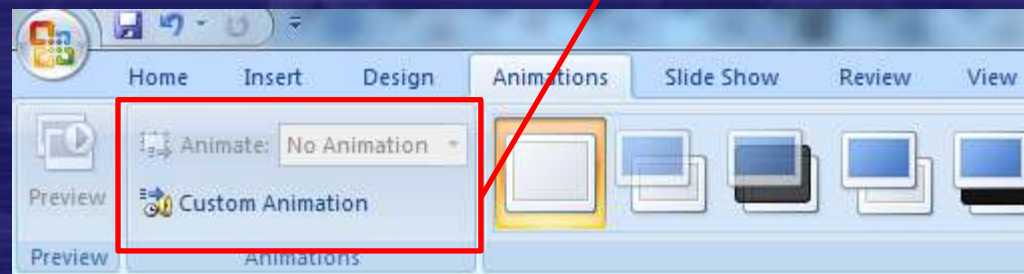 Home Insert Design Animations Slide Show Review View
Animate: No Animation
Preview Custom Animation
Preview Animations